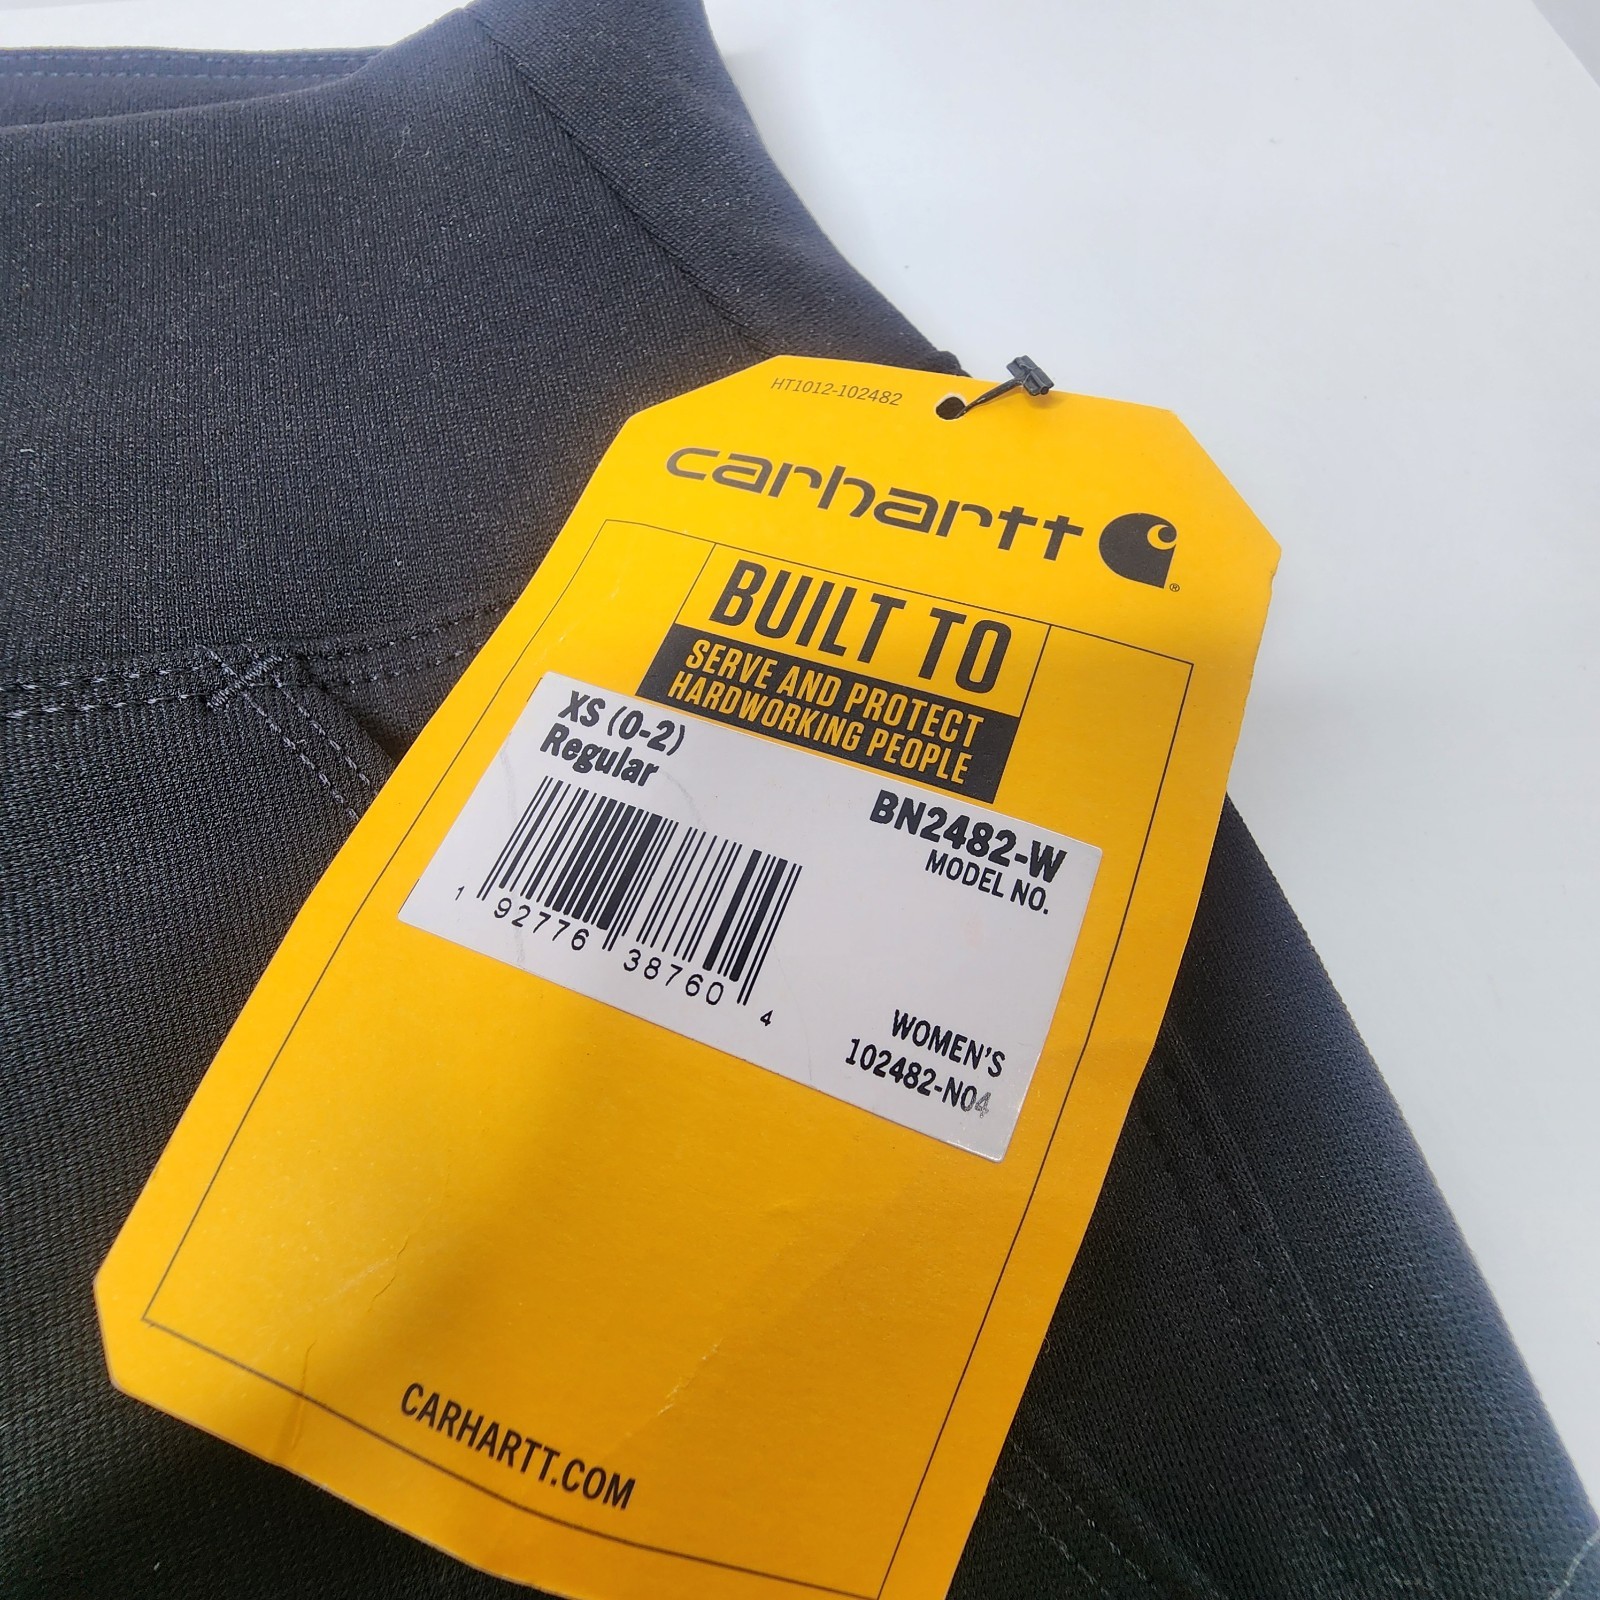 HT1012-102482
carhartt
®
BUILT TO
SERVE AND PROTECT
HARDWORKING PEOPLE
XS (0-2)
Regular
BN2482-W
MODEL NO.
1 92776 38760 4
WOMEN'S
102482-N04
CARHARTT.COM